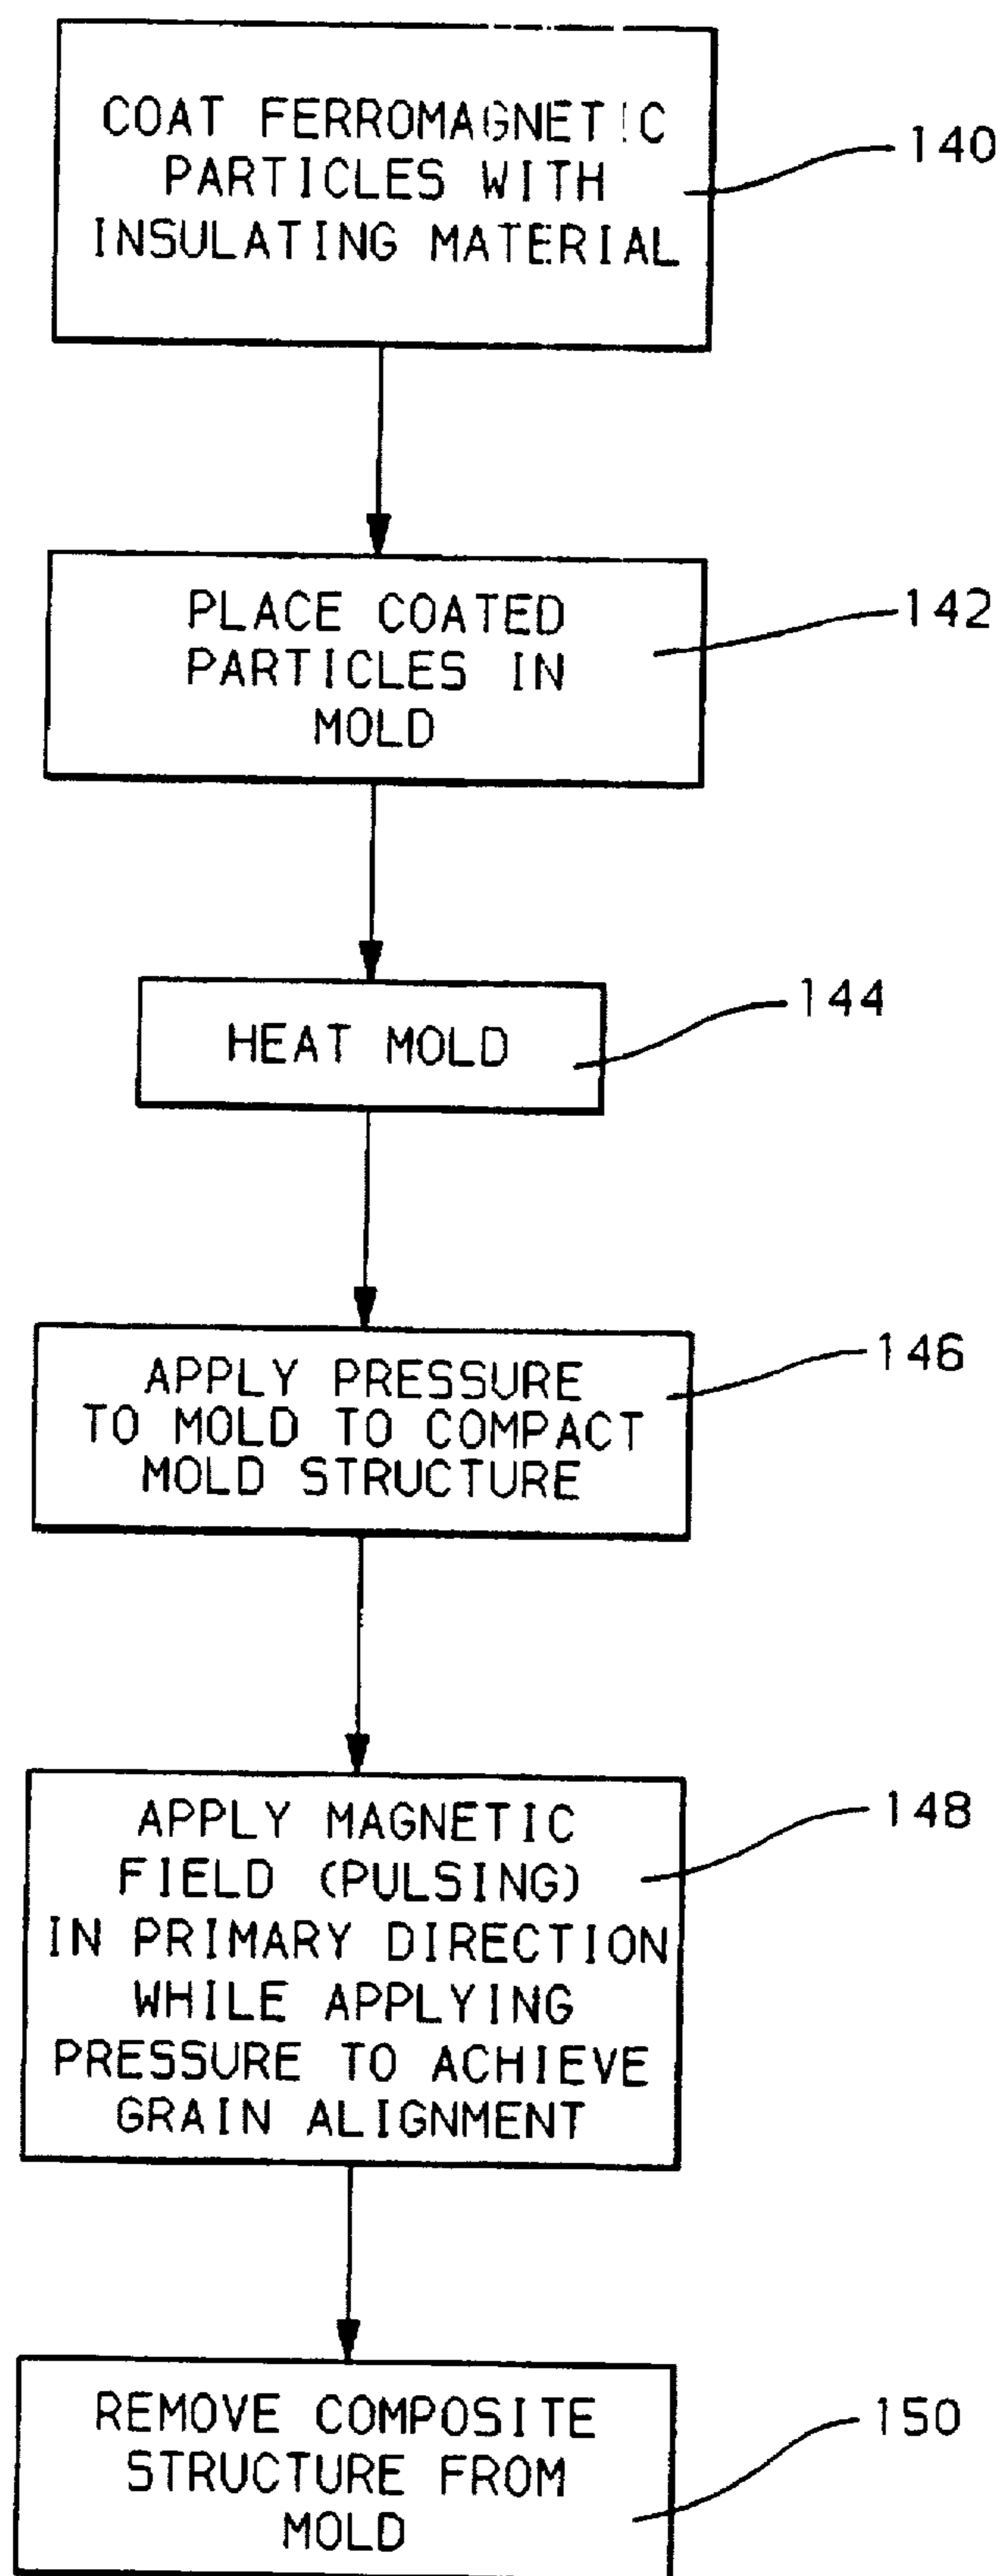 COAT FERROMAGNETIC
PARTICLES WITH
INSULATING MATERIAL
140
PLACE COATED
PARTICLES IN
MOLD
142
HEAT MOLD
144
APPLY PRESSURE
TO MOLD TO COMPACT
MOLD STRUCTURE
146
APPLY MAGNETIC
FIELD (PULSING)
IN PRIMARY DIRECTION
WHILE APPLYING
PRESSURE TO ACHIEVE
GRAIN ALIGNMENT
148
REMOVE COMPOSITE
STRUCTURE FROM
MOLD
150